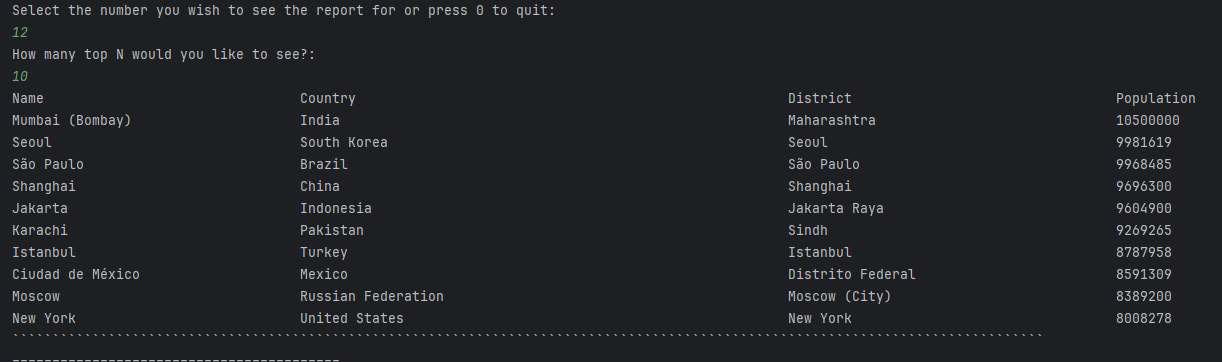 Select the number you wish to see the report for or press 0 to quit:
12
How many top N would you like to see?:
10
Name Country District Population
Mumbai (Bombay) India Maharashtra 10500000
Seoul South Korea Seoul 9981619
São Paulo Brazil São Paulo 9968485
Shanghai China Shanghai 9696300
Jakarta Indonesia Jakarta Raya 9604900
Karachi Pakistan Sindh 9269265
Istanbul Turkey Istanbul 8787958
Ciudad de México Mexico Distrito Federal 8591309
Moscow Russian Federation Moscow (City) 8389200
New York United States New York 8008278